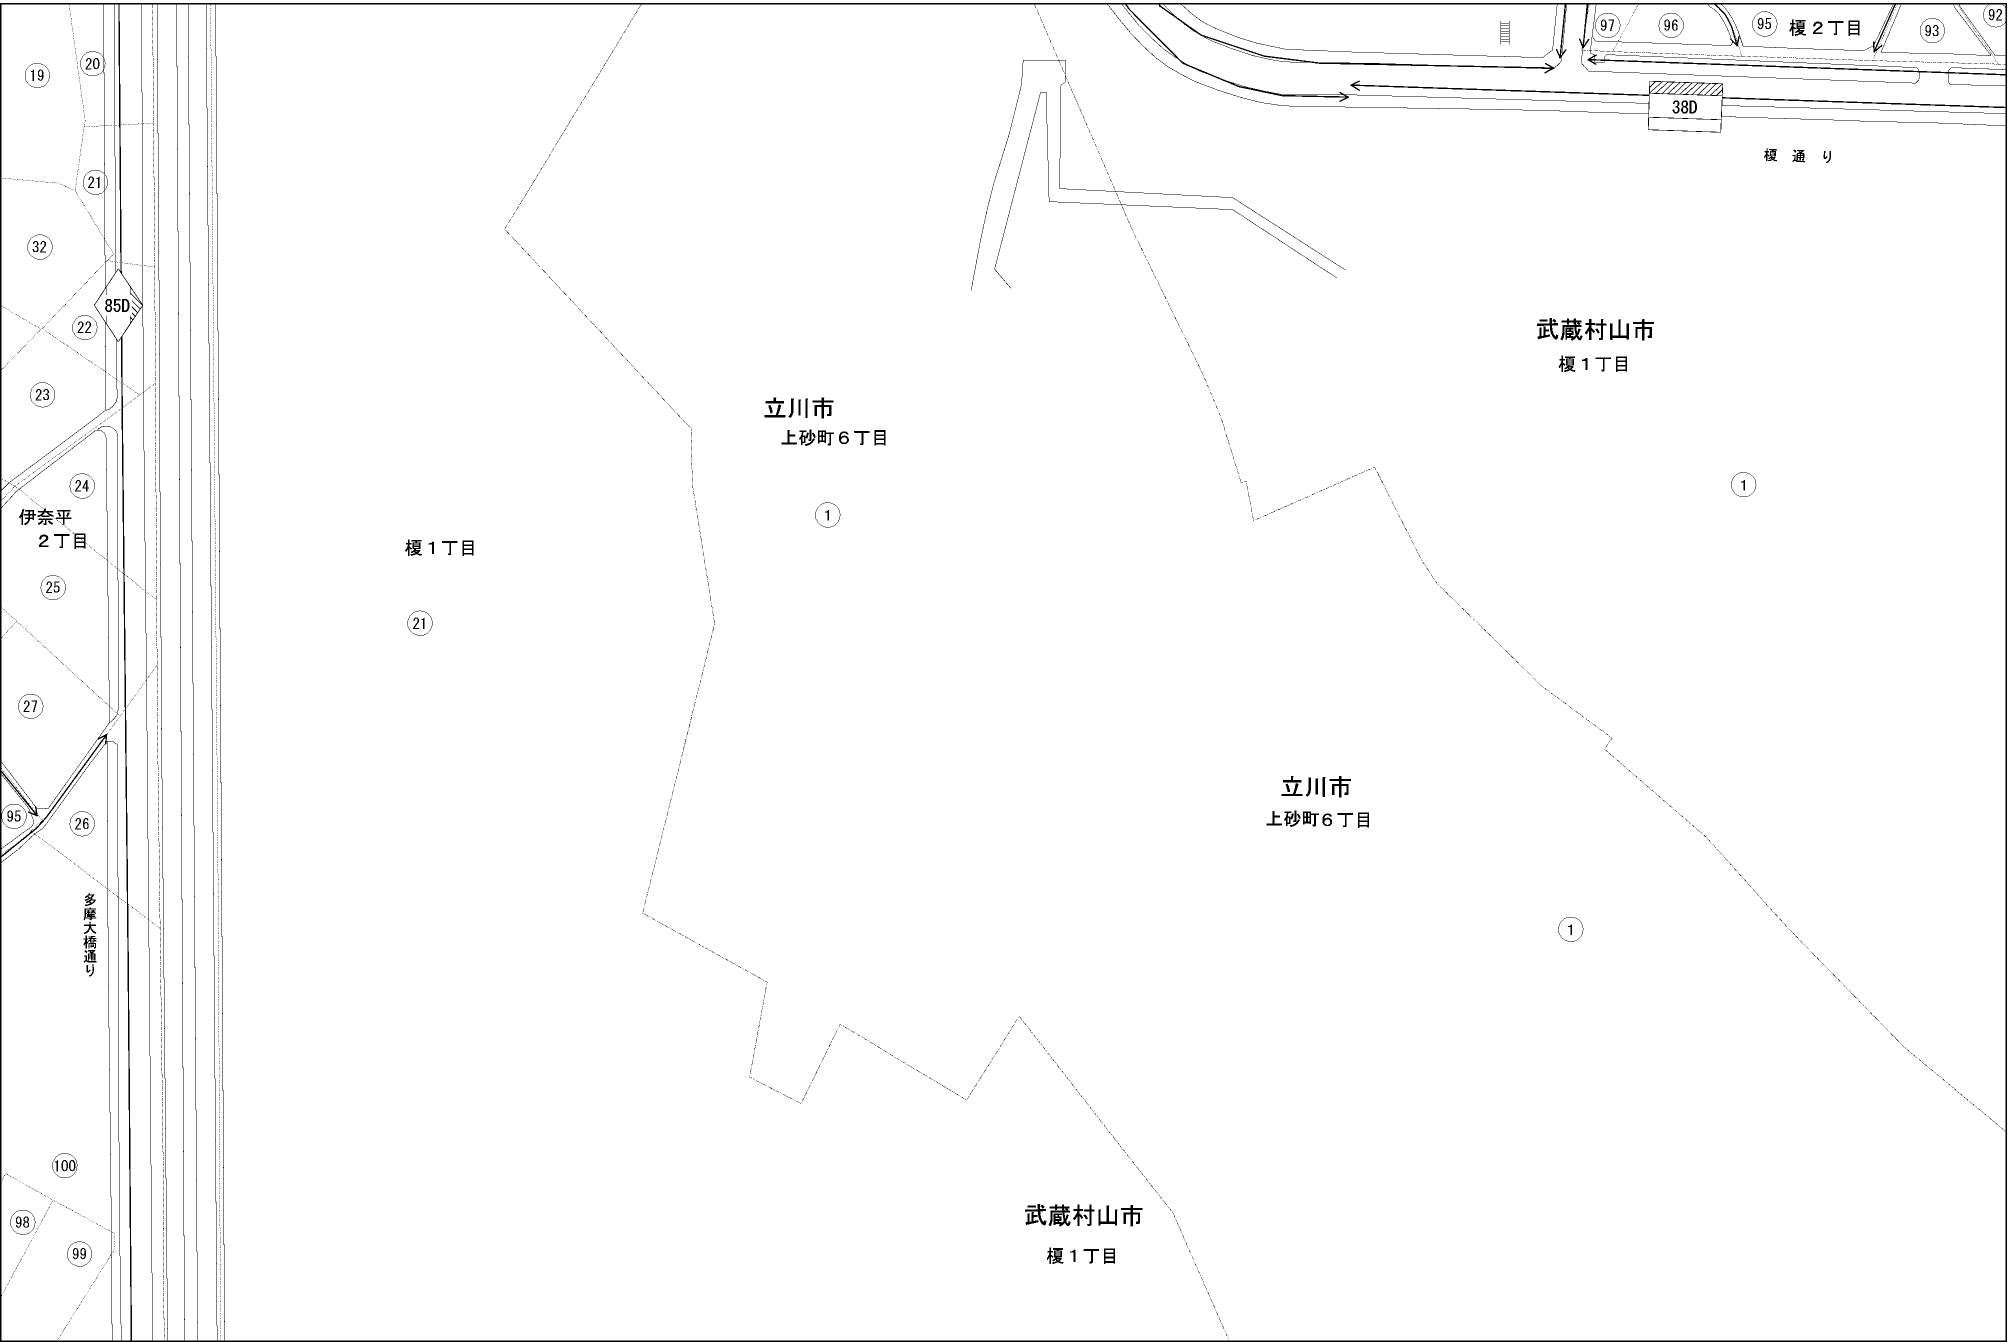 97
96
95
榎２丁目
93
92
19
20
38D
榎通り
21
32
85D
22
武蔵村山市
榎１丁目
23
立川市
上砂町６丁目
24
1
1
伊奈平
２丁目
榎１丁目
25
21
27
立川市
上砂町６丁目
95
26
多摩大橋通り
1
100
98
99
武蔵村山市
榎１丁目